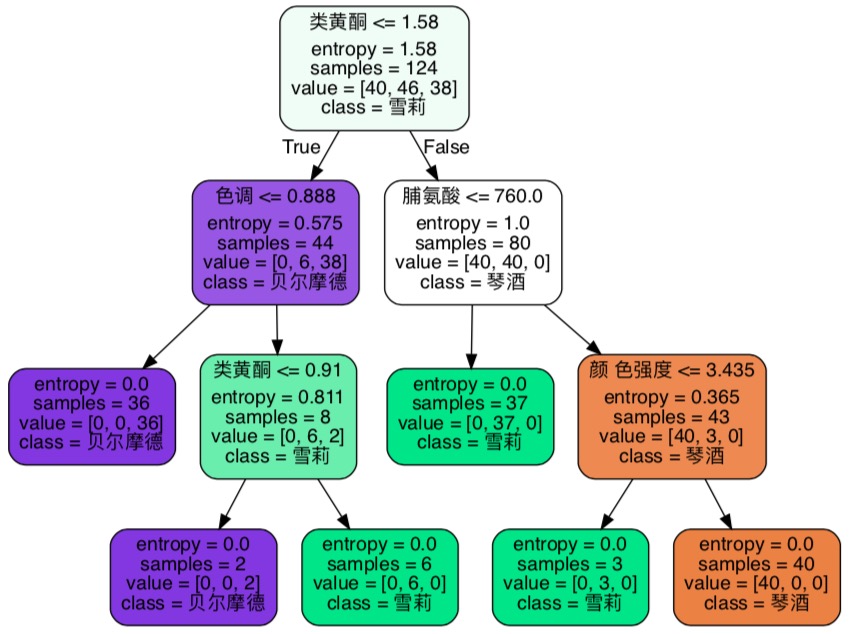 类黄酮 <= 1.58
entropy = 1.58
samples = 124
value = [40, 46, 38]
class = 雪莉
True
False
色调 <= 0.888
entropy = 0.575
samples = 44
value = [0, 6, 38]
class = 贝尔摩德
脯氨酸 <= 760.0
entropy = 1.0
samples = 80
value = [40, 40, 0]
class = 琴酒
entropy = 0.0
samples = 36
value = [0, 0, 36]
class = 贝尔摩德
类黄酮 <= 0.91
entropy = 0.811
samples = 8
value = [0, 6, 2]
class = 雪莉
entropy = 0.0
samples = 37
value = [0, 37, 0]
class = 雪莉
颜 色强度 <= 3.435
entropy = 0.365
samples = 43
value = [40, 3, 0]
class = 琴酒
entropy = 0.0
samples = 2
value = [0, 0, 2]
class = 贝尔摩德
entropy = 0.0
samples = 6
value = [0, 6, 0]
class = 雪莉
entropy = 0.0
samples = 3
value = [0, 3, 0]
class = 雪莉
entropy = 0.0
samples = 40
value = [40, 0, 0]
class = 琴酒